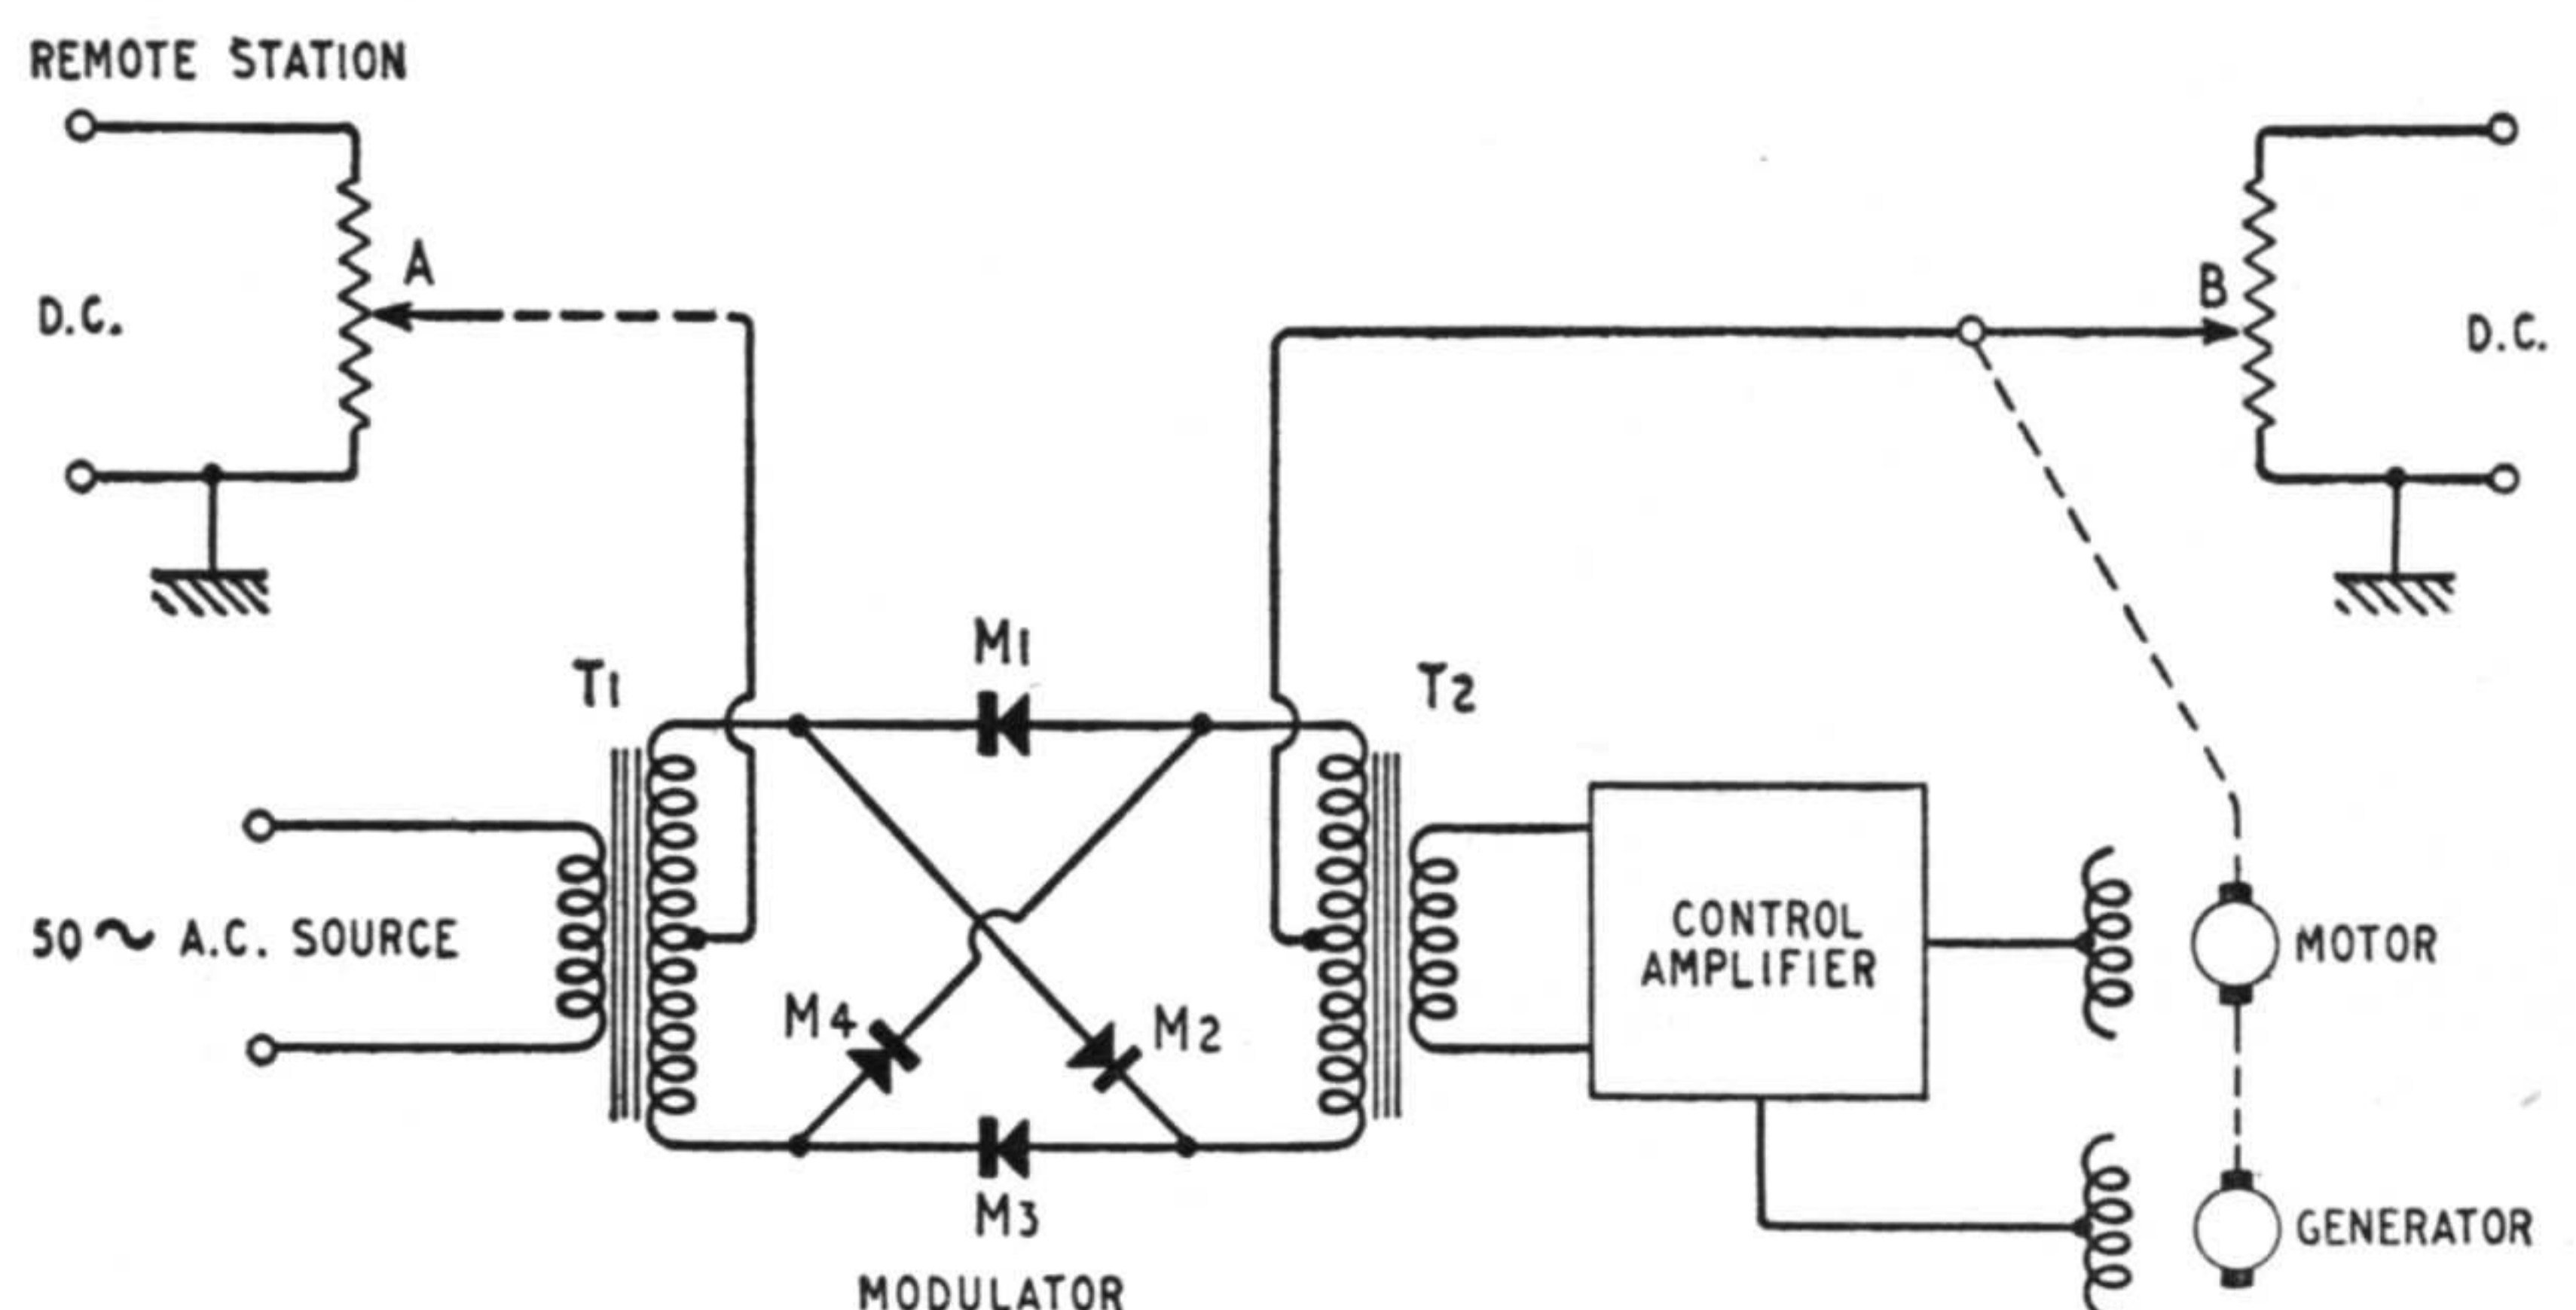 REMOTE STATION
D.C.
A
B
D.C.
T1
M1
T2
50 ~ A.C. SOURCE
M4
M2
CONTROL
AMPLIFIER
MOTOR
M3
GENERATOR
MODULATOR